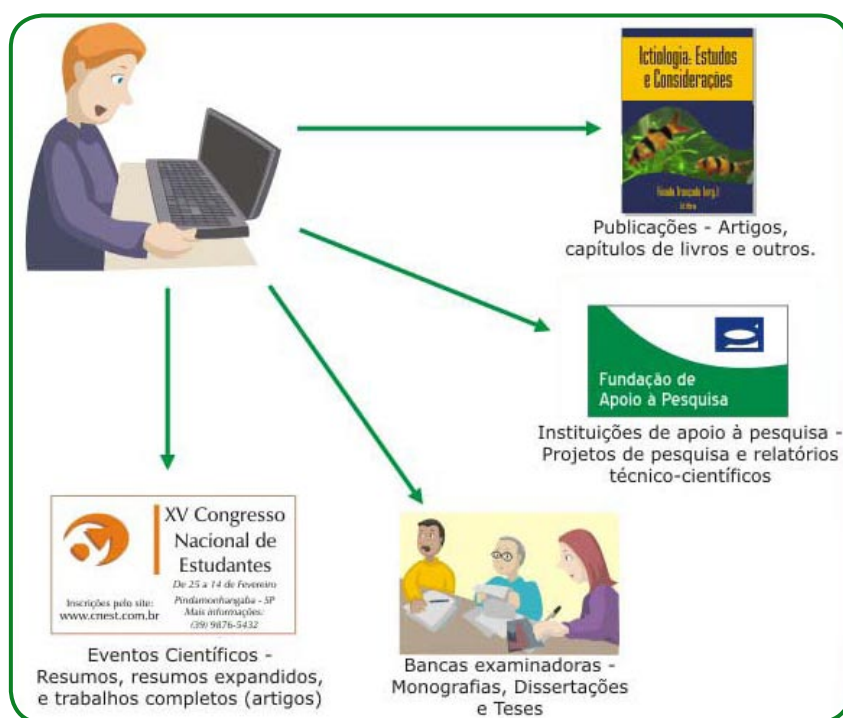 Ictiologia: Estudos
e Considerações
Publicações - Artigos,
capítulos de livros e outros.
Fundação de
Apoio à Pesquisa
Instituições de apoio à pesquisa -
Projetos de pesquisa e relatórios
técnico-científicos
XV Congresso
Nacional de
Estudantes
De 25 a 14 de Fevereiro
Pindamonhangaba - SP
Mais informações:
(39) 9876-5432
Inscrições pelo site:
www.cnest.com.br
Eventos Científicos -
Resumos, resumos expandidos,
e trabalhos completos (artigos)
Bancas examinadoras -
Monografias, Dissertações
e Teses